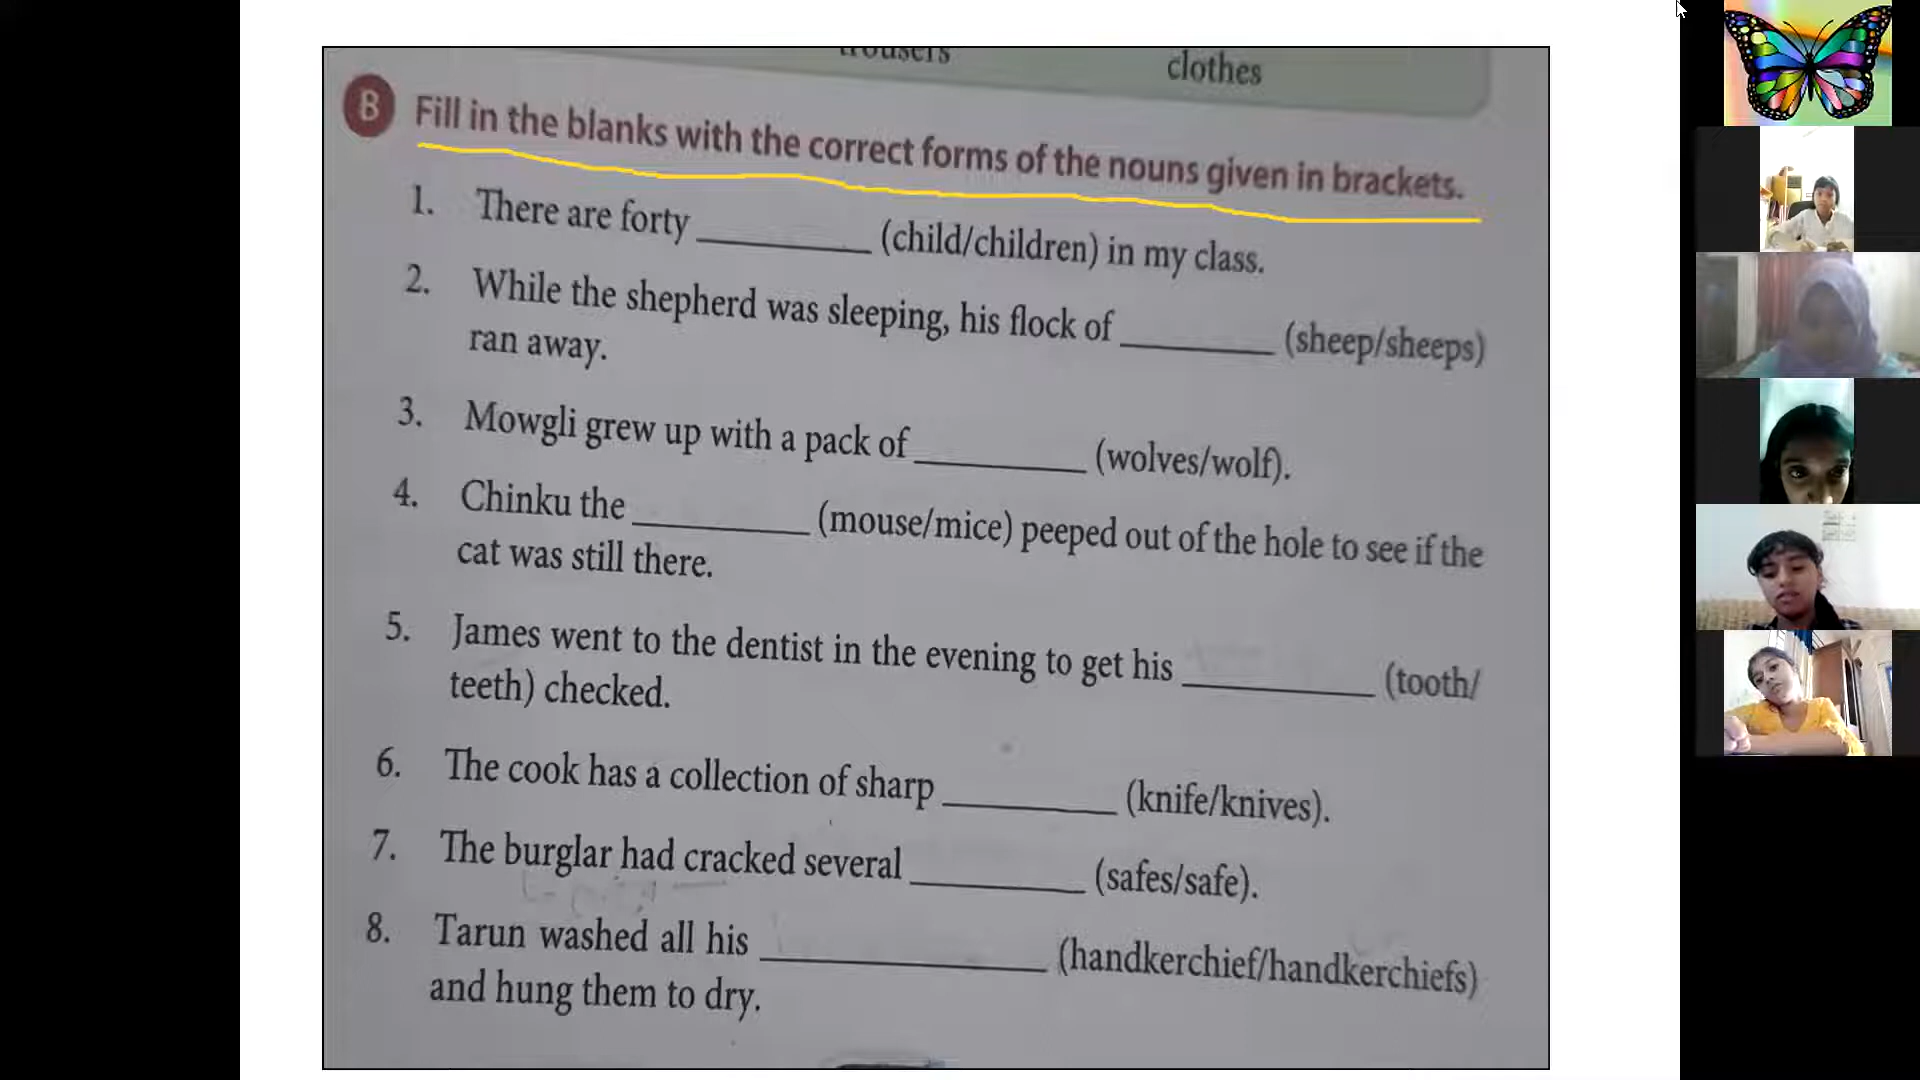 trousers clothes
B Fill in the blanks with the correct forms of the nouns given in brackets.
1. There are forty __________ (child/children) in my class.
2. While the shepherd was sleeping, his flock of __________ (sheep/sheeps)
ran away.
3. Mowgli grew up with a pack of __________ (wolves/wolf).
4. Chinku the __________ (mouse/mice) peeped out of the hole to see if the
cat was still there.
5. James went to the dentist in the evening to get his __________ (tooth/
teeth) checked.
6. The cook has a collection of sharp __________ (knife/knives).
7. The burglar had cracked several __________ (safes/safe).
8. Tarun washed all his __________ (handkerchief/handkerchiefs)
and hung them to dry.